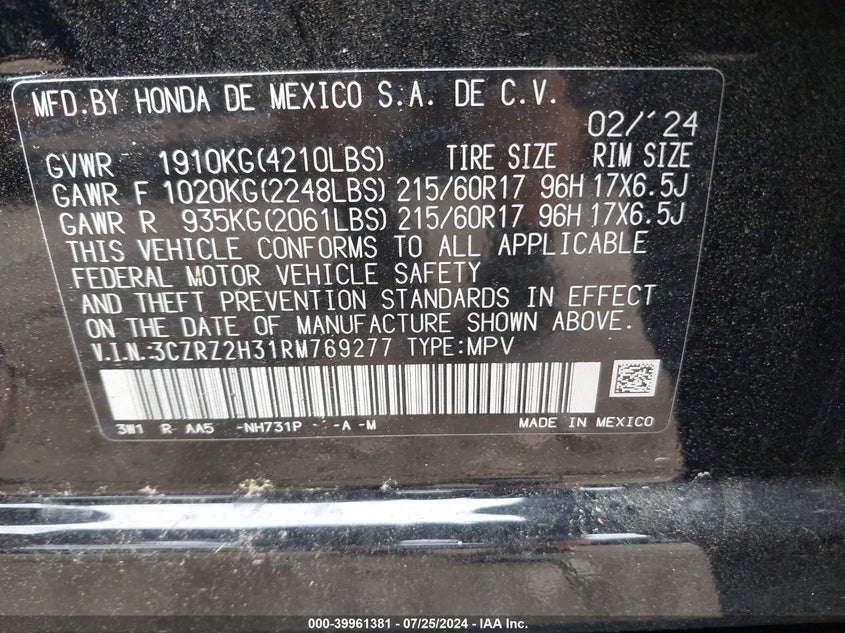 MFD.BY HONDA DE MEXICO S.A. DE C.V.
02/'24
GVWR 1910KG(4210LBS) TIRE SIZE RIM SIZE
GAWR F 1020KG(2248LBS) 215/60R17 96H 17X6.5J
GAWR R 935KG(2061LBS) 215/60R17 96H 17X6.5J
THIS VEHICLE CONFORMS TO ALL APPLICABLE
FEDERAL MOTOR VEHICLE SAFETY
AND THEFT PREVENTION STANDARDS IN EFFECT
ON THE DATE OF MANUFACTURE SHOWN ABOVE.
V.I.N.:3CZRZ2H31RM769277 TYPE:MPV
3W1 R AA5 -NH731P - -A -M MADE IN MEXICO
000-39961381 - 07/25/2024 - IAA Inc.